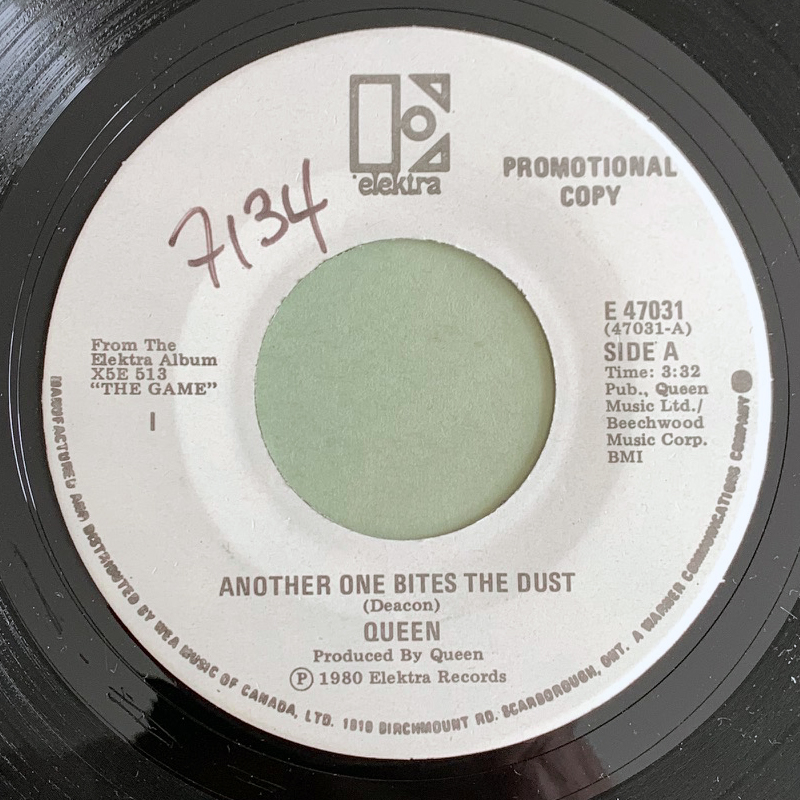 elektra
PROMOTIONAL
COPY
7134
E 47031
(47031-A)
SIDE A
Time: 3:32
Pub., Queen
Music Ltd./
Beechwood
Music Corp.
BMI
From The
Elektra Album
X5E 513
"THE GAME"
I
ANOTHER ONE BITES THE DUST
(Deacon)
QUEEN
Produced By Queen
Ⓟ 1980 Elektra Records
MANUFACTURED AND DISTRIBUTED BY WEA MUSIC OF CANADA, LTD. 1810 BIRCHMOUNT RD. SCARBOROUGH, ONT. A WARNER COMMUNICATIONS COMPANY